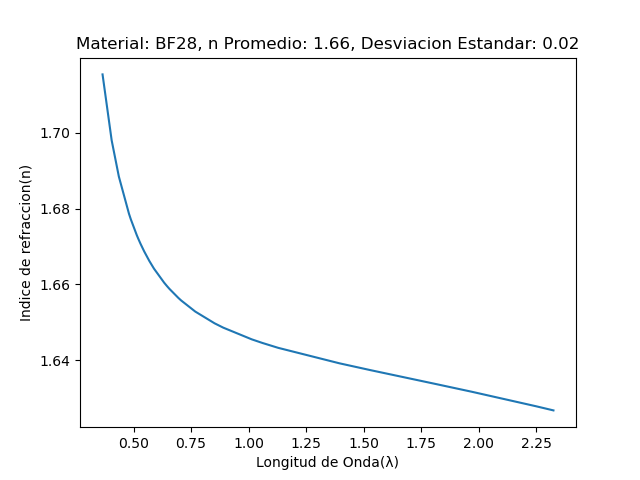 Material: BF28, n Promedio: 1.66, Desviacion Estandar: 0.02
1.70
1.68
1.66
1.64
Indice de refraccion(n)
0.50 0.75 1.00 1.25 1.50 1.75 2.00 2.25
Longitud de Onda(λ)